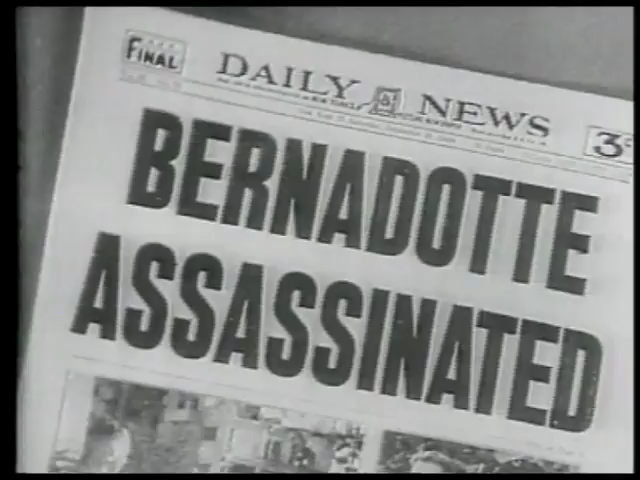 FINAL
DAILY NEWS
3¢
BERNADOTTE
ASSASSINATED